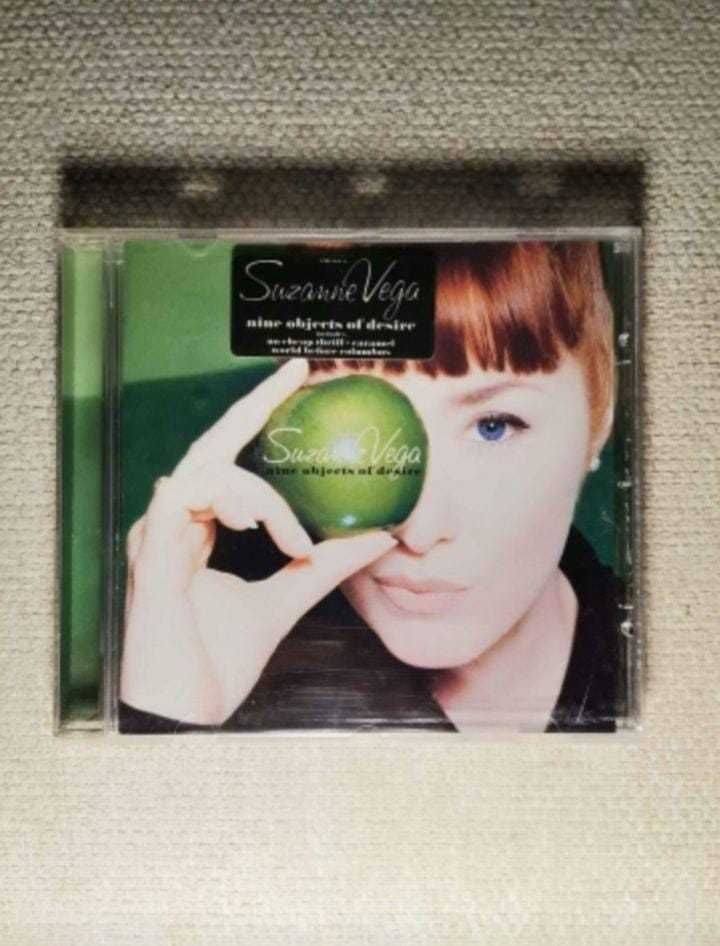 Suzanne Vega
nine objects of desire
includes
no cheap thrill • caramel
world before columbus
Suzanne Vega
nine objects of desire